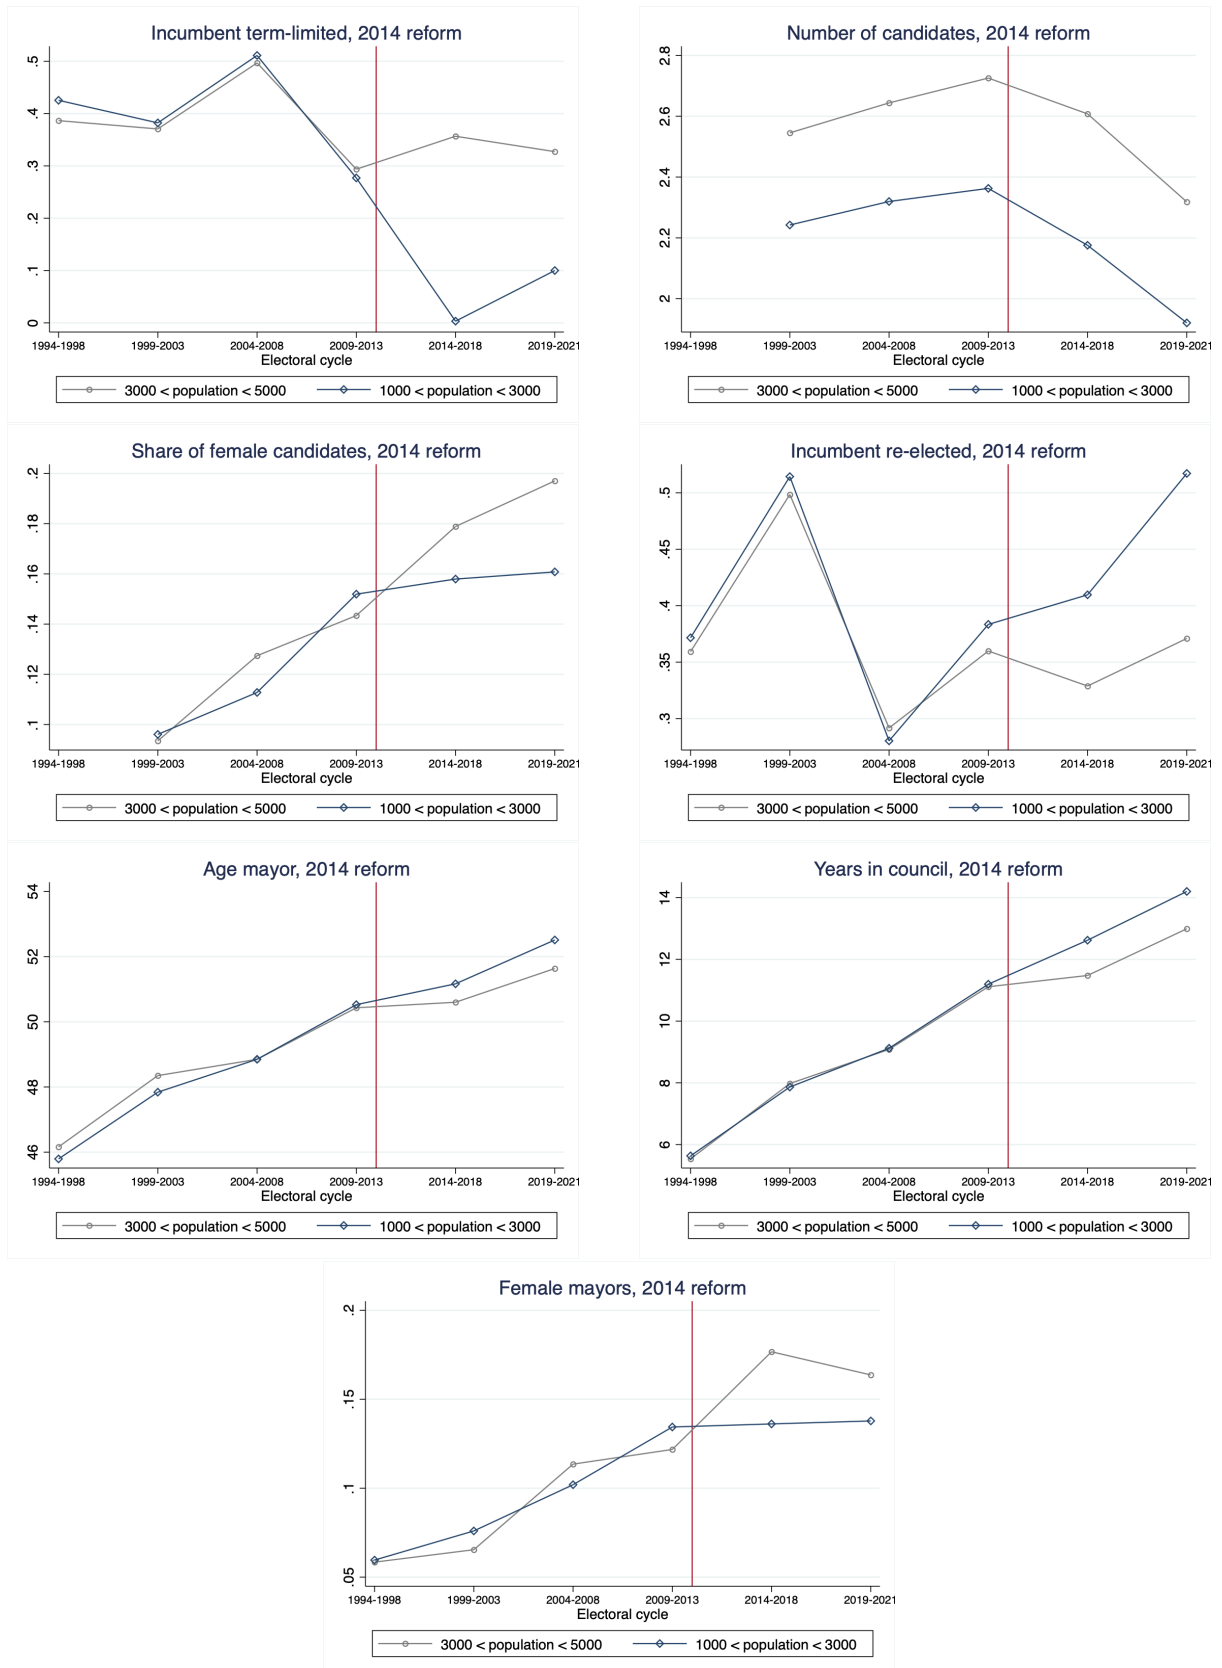 Incumbent term-limited, 2014 reform
.5
.4
.3
.2
.1
0
1994-1998 1999-2003 2004-2008 2009-2013 2014-2018 2019-2021
Electoral cycle
3000 < population < 5000 1000 < population < 3000
Number of candidates, 2014 reform
2.8
2.6
2.4
2.2
2
1994-1998 1999-2003 2004-2008 2009-2013 2014-2018 2019-2021
Electoral cycle
3000 < population < 5000 1000 < population < 3000
Share of female candidates, 2014 reform
.2
.18
.16
.14
.12
.1
1994-1998 1999-2003 2004-2008 2009-2013 2014-2018 2019-2021
Electoral cycle
3000 < population < 5000 1000 < population < 3000
Incumbent re-elected, 2014 reform
.5
.45
.4
.35
.3
1994-1998 1999-2003 2004-2008 2009-2013 2014-2018 2019-2021
Electoral cycle
3000 < population < 5000 1000 < population < 3000
Age mayor, 2014 reform
54
52
50
48
46
1994-1998 1999-2003 2004-2008 2009-2013 2014-2018 2019-2021
Electoral cycle
3000 < population < 5000 1000 < population < 3000
Years in council, 2014 reform
14
12
10
8
6
1994-1998 1999-2003 2004-2008 2009-2013 2014-2018 2019-2021
Electoral cycle
3000 < population < 5000 1000 < population < 3000
Female mayors, 2014 reform
.2
.15
.1
.05
1994-1998 1999-2003 2004-2008 2009-2013 2014-2018 2019-2021
Electoral cycle
3000 < population < 5000 1000 < population < 3000